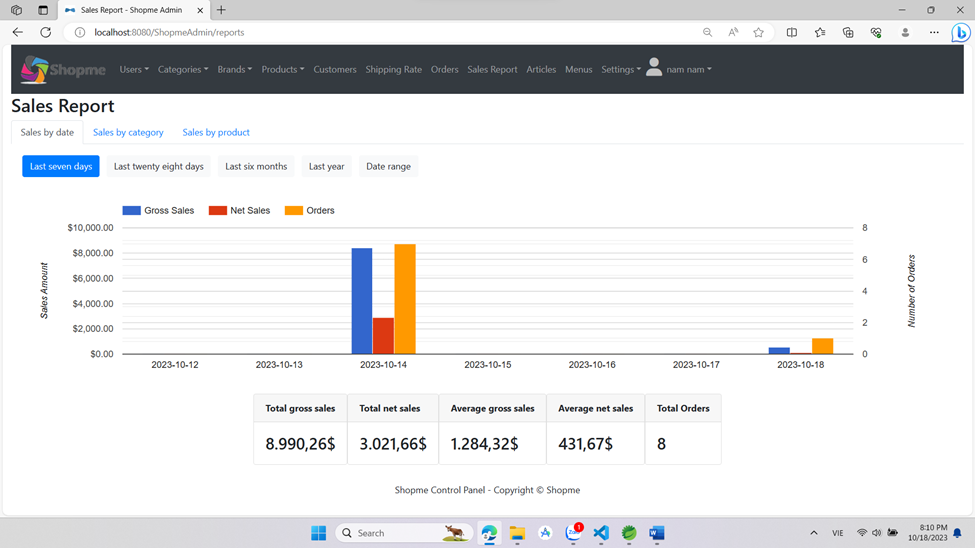 Sales Report - Shopme Admin
localhost:8080/ShopmeAdmin/reports
Shopme Users Categories Brands Products Customers Shipping Rate Orders Sales Report Articles Menus Settings nam nam
Sales Report
Sales by date Sales by category Sales by product
Last seven days Last twenty eight days Last six months Last year Date range
Gross Sales Net Sales Orders
$10,000.00 8
$8,000.00 6
$6,000.00
Sales Amount Number of Orders
$4,000.00 4
$2,000.00 2
$0.00 0
2023-10-12 2023-10-13 2023-10-14 2023-10-15 2023-10-16 2023-10-17 2023-10-18
Total gross sales Total net sales Average gross sales Average net sales Total Orders
8.990,26$ 3.021,66$ 1.284,32$ 431,67$ 8
Shopme Control Panel - Copyright © Shopme
Search 1 VIE 8:10 PM
10/18/2023